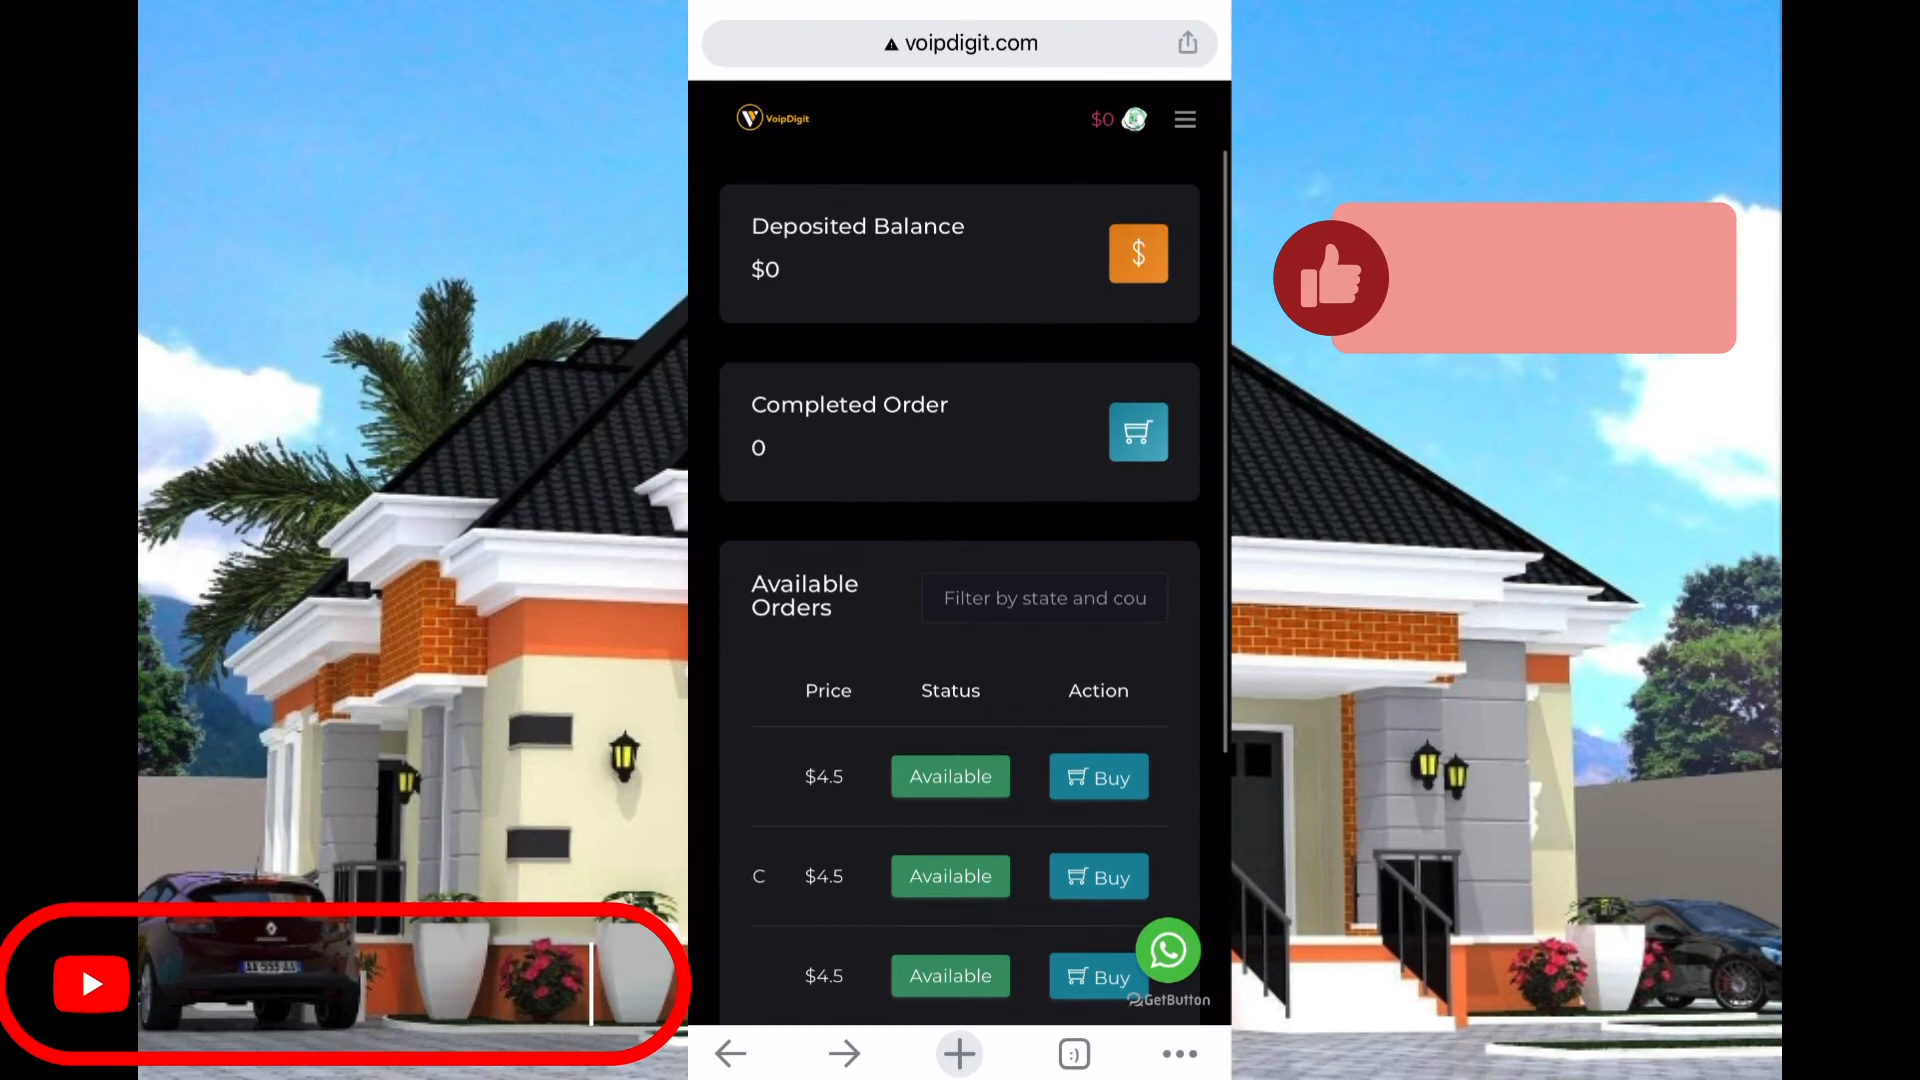 voipdigit.com
VoipDigit
$0
Deposited Balance
$0
Completed Order
0
Available
Orders
Filter by state and cou
Price Status Action
$4.5 Available Buy
C $4.5 Available Buy
$4.5 Available Buy
GetButton
:)